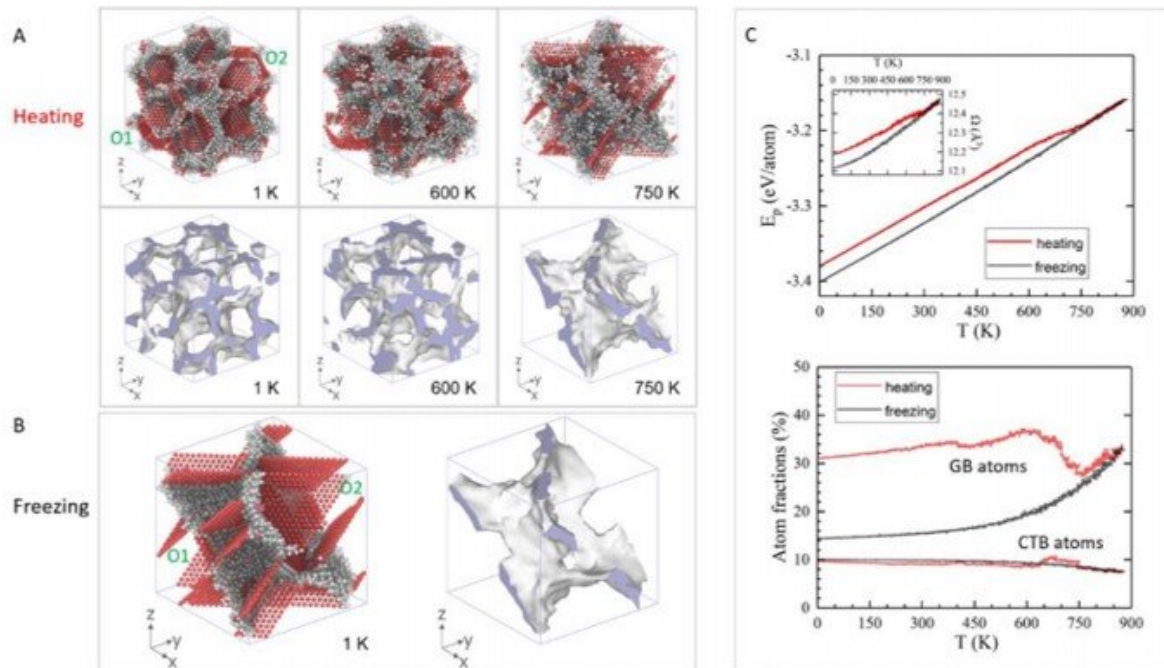 A
Heating
O1
O2
z
y
x
1 K
z
y
x
600 K
z
y
x
750 K
z
y
x
1 K
z
y
x
600 K
z
y
x
750 K
B
Freezing
O1
O2
z
y
x
1 K
z
y
x
C
-3.1
-3.2
-3.3
-3.4
Eₚ (eV/atom)
T (K)
0 150 300 450 600 750 900
12.5
12.4
12.3
12.2
12.1
Ω (Å³)
heating
freezing
0 150 300 450 600 750 900
T (K)
50
40
30
20
10
0
Atom fractions (%)
heating
freezing
GB atoms
CTB atoms
0 150 300 450 600 750 900
T (K)